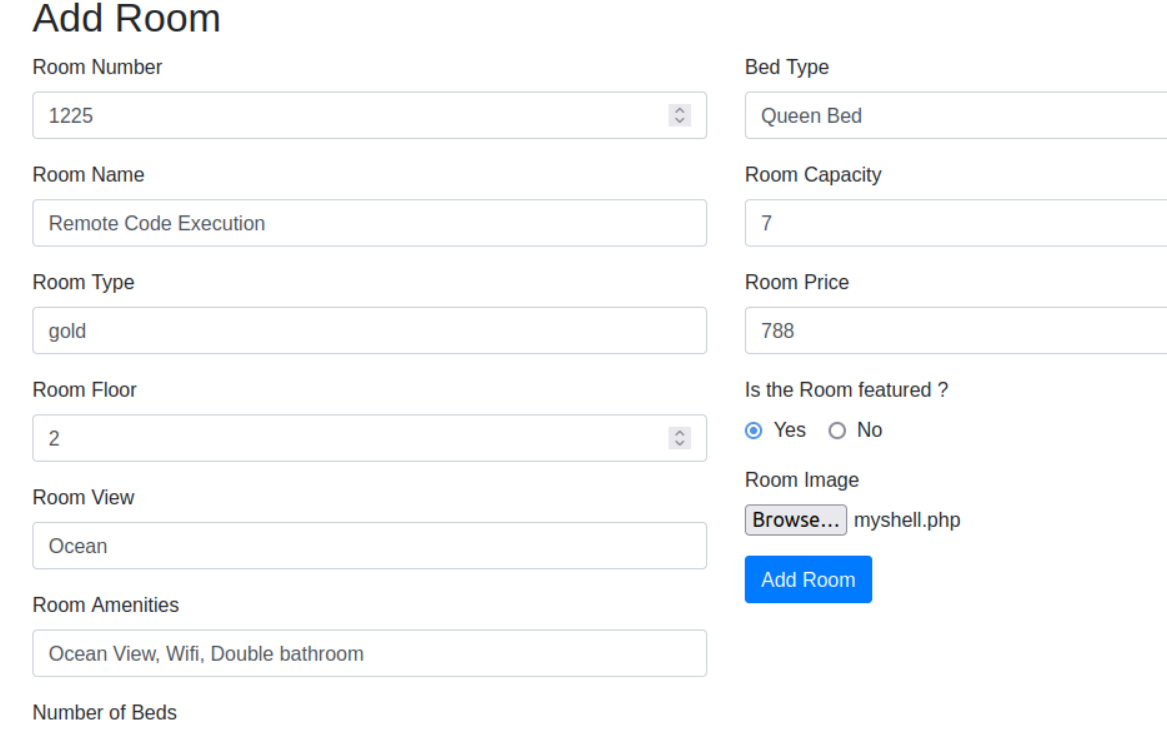 Add Room
Room Number
1225
Room Name
Remote Code Execution
Room Type
gold
Room Floor
2
Room View
Ocean
Room Amenities
Ocean View, Wifi, Double bathroom
Number of Beds
Bed Type
Queen Bed
Room Capacity
7
Room Price
788
Is the Room featured ?
Yes No
Room Image
Browse... myshell.php
Add Room